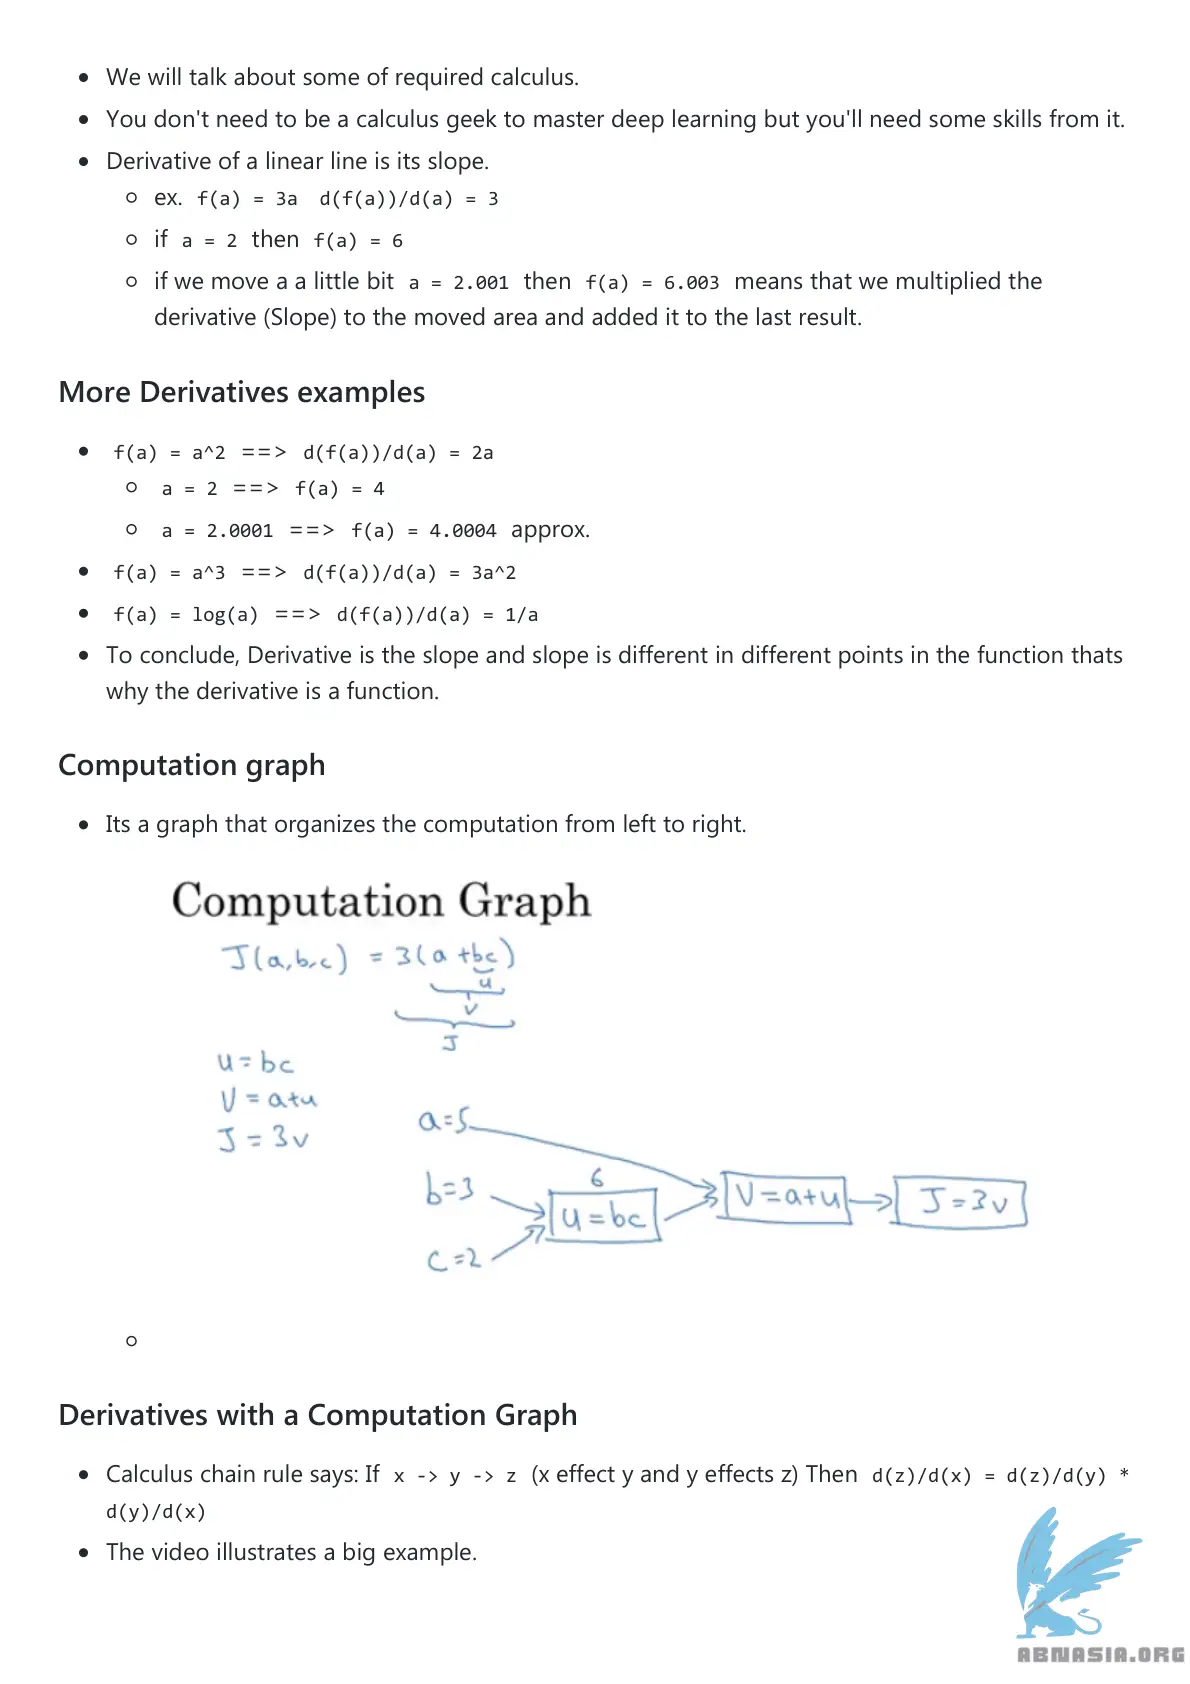 We will talk about some of required calculus.
You don't need to be a calculus geek to master deep learning but you'll need some skills from it.
Derivative of a linear line is its slope.
ex. f(a) = 3a d(f(a))/d(a) = 3
if a = 2 then f(a) = 6
if we move a a little bit a = 2.001 then f(a) = 6.003 means that we multiplied the
derivative (Slope) to the moved area and added it to the last result.
More Derivatives examples
f(a) = a^2 ==> d(f(a))/d(a) = 2a
a = 2 ==> f(a) = 4
a = 2.0001 ==> f(a) = 4.0004 approx.
f(a) = a^3 ==> d(f(a))/d(a) = 3a^2
f(a) = log(a) ==> d(f(a))/d(a) = 1/a
To conclude, Derivative is the slope and slope is different in different points in the function thats
why the derivative is a function.
Computation graph
Its a graph that organizes the computation from left to right.
Computation Graph
J(a,b,c) = 3(a+bc)
u
v
J
u=bc
V=a+u
J=3v
a=5
b=3
6
V=a+u
J=3v
u=bc
c=2
Derivatives with a Computation Graph
Calculus chain rule says: If x -> y -> z (x effect y and y effects z) Then d(z)/d(x) = d(z)/d(y) *
d(y)/d(x)
The video illustrates a big example.
ABNASIA.ORG